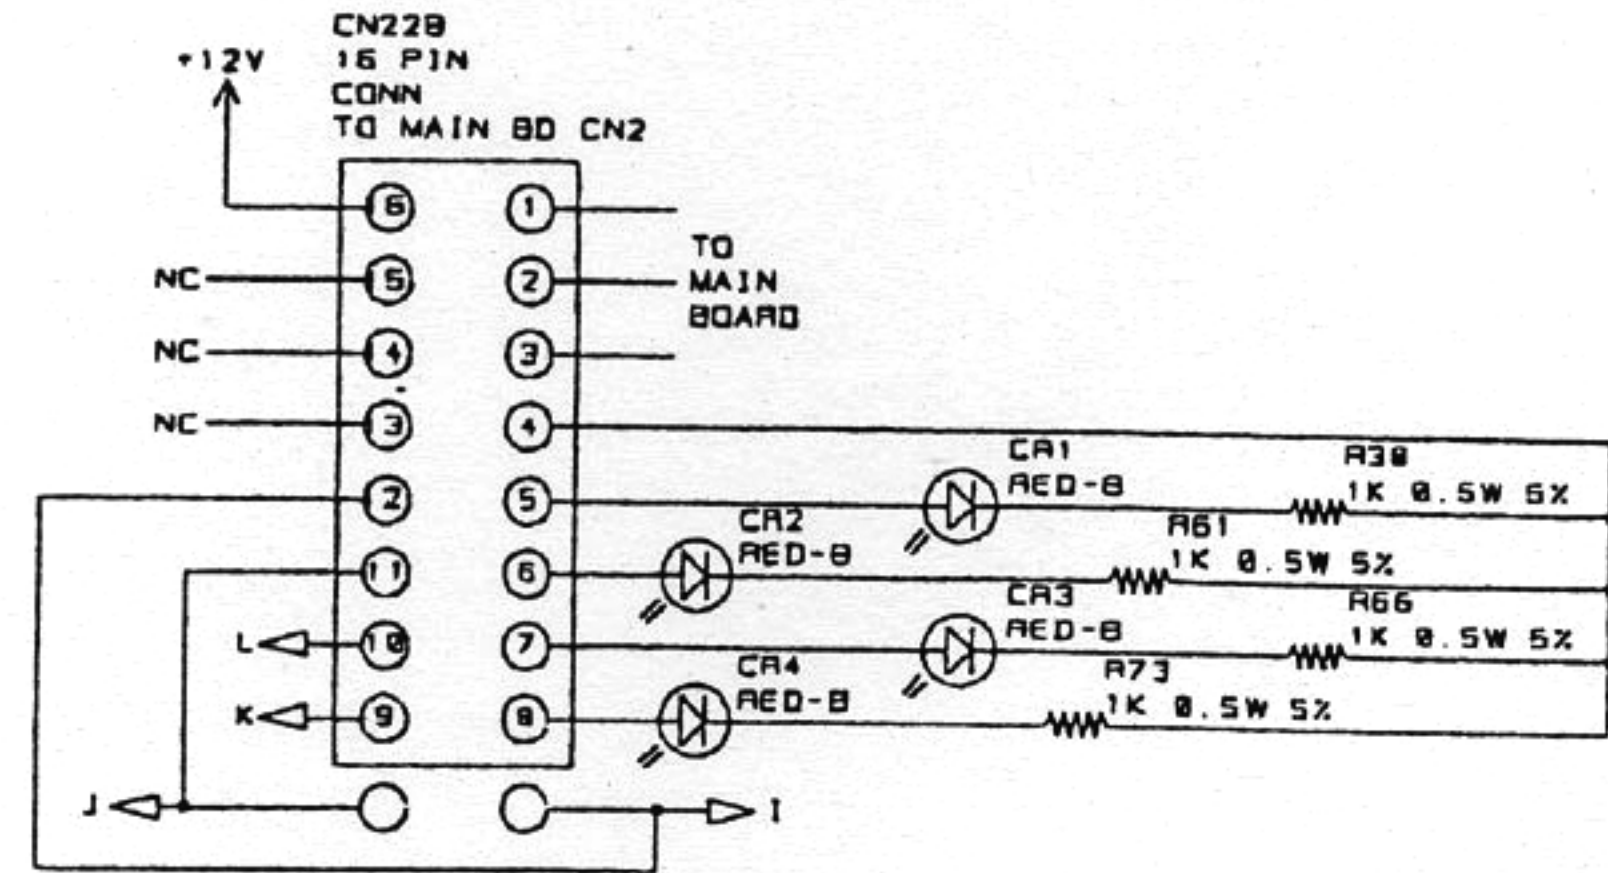 CN22B
16 PIN
CONN
TO MAIN BD CN2
+12V
16
1
TO
MAIN
BOARD
NC
15
2
NC
14
3
NC
13
4
12
5
CR1
RED-8
R38
1K 0.5W 5%
11
6
CR2
RED-8
R61
1K 0.5W 5%
L
10
7
CR3
RED-8
R66
1K 0.5W 5%
K
9
8
CR4
RED-8
R73
1K 0.5W 5%
J
I